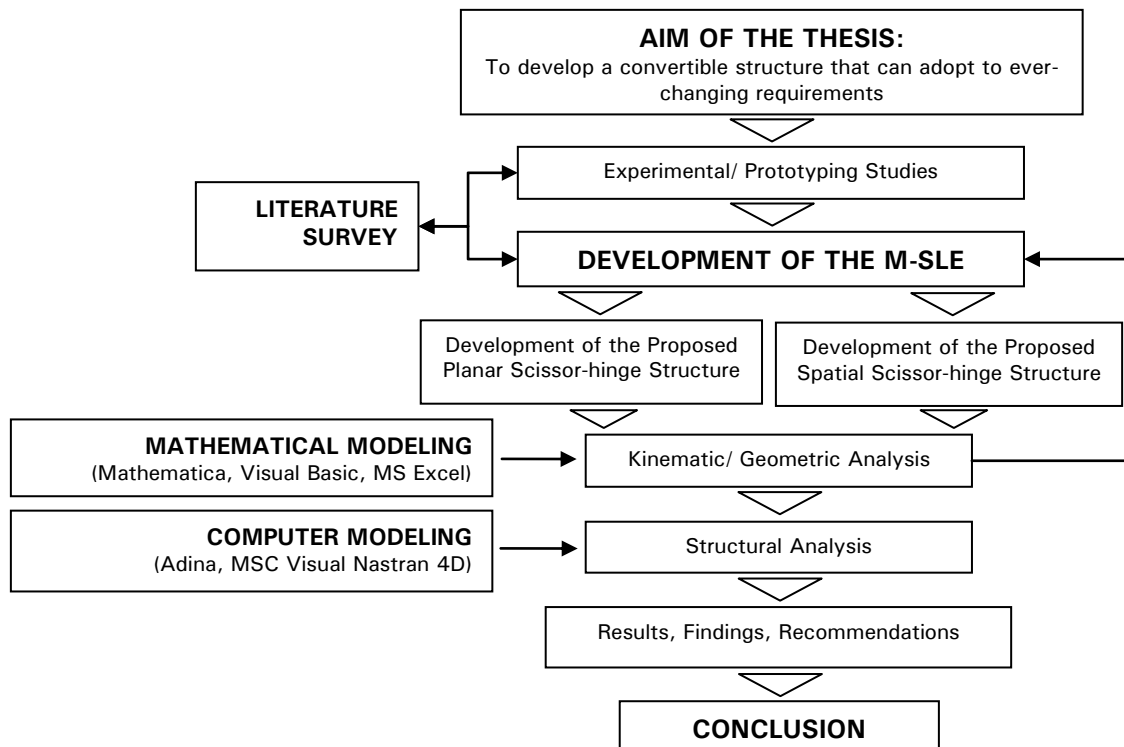 AIM OF THE THESIS:
To develop a convertible structure that can adopt to ever-
changing requirements
Experimental/ Prototyping Studies
LITERATURE
SURVEY
DEVELOPMENT OF THE M-SLE
Development of the Proposed
Planar Scissor-hinge Structure
Development of the Proposed
Spatial Scissor-hinge Structure
MATHEMATICAL MODELING
(Mathematica, Visual Basic, MS Excel)
Kinematic/ Geometric Analysis
COMPUTER MODELING
(Adina, MSC Visual Nastran 4D)
Structural Analysis
Results, Findings, Recommendations
CONCLUSION